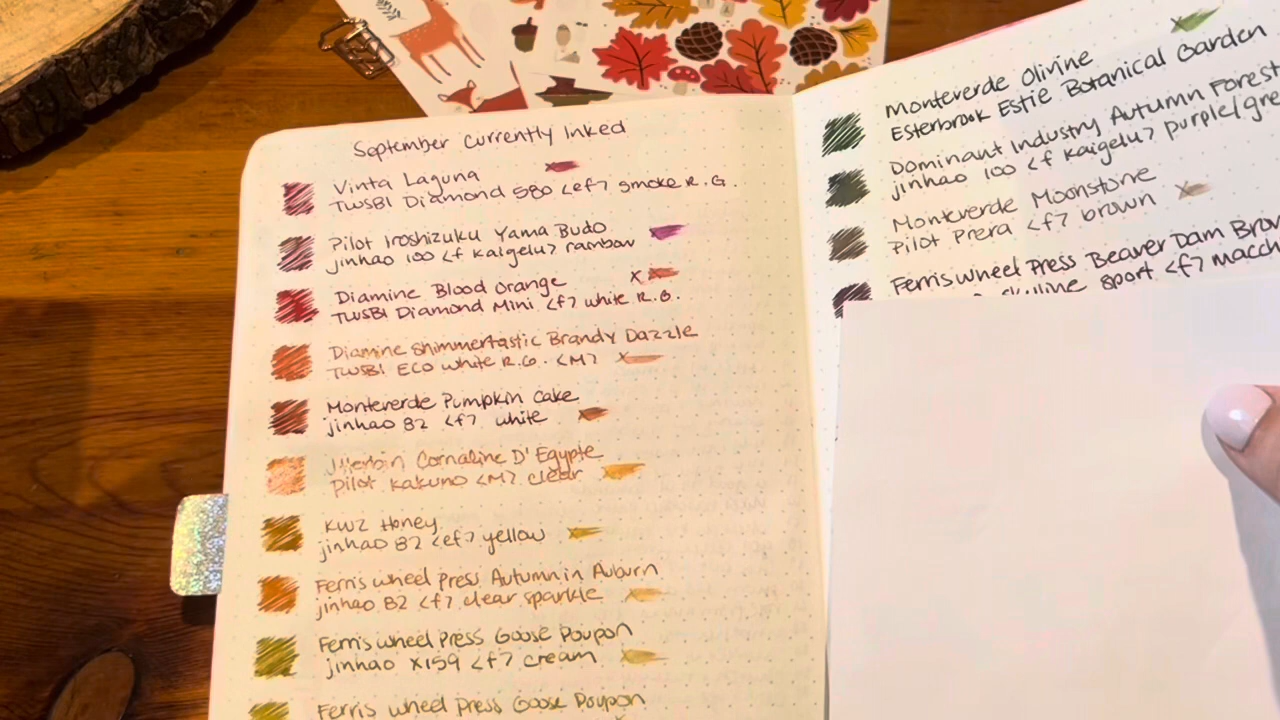 September Currently Inked
Vinta Laguna
TWSBI Diamond 580 <ef> smoke R.G.
Pilot Iroshizuku Yama Budo
jinhao 100 <f Kaigelu> rainbow
Diamine Blood Orange
TWSBI Diamond Mini <f> white R.G.
Diamine Shimmertastic Brandy Dazzle
TWSBI ECO white R.G. <M>
Monteverde Pumpkin Cake
jinhao 82 <f> white
J Herbin Cornaline D'Egypte
Pilot Kakuno <M> clear
KWZ Honey
jinhao 82 <ef> yellow
Ferris wheel press Autumn in Auburn
jinhao 82 <f> clear sparkle
Ferris wheel Press Goose Poupon
jinhao X159 <f> cream
Ferris wheel press Goose Poupon
Monteverde Olivine
Esterbrook Estie Botanical Garden
Dominant Industry Autumn Forest
jinhao 100 <f Kaigelu> purple/gre
Monteverde Moonstone
Pilot Prera <f> brown
Ferris wheel Press Beaver Dam Brow
skyline sport <f> macch